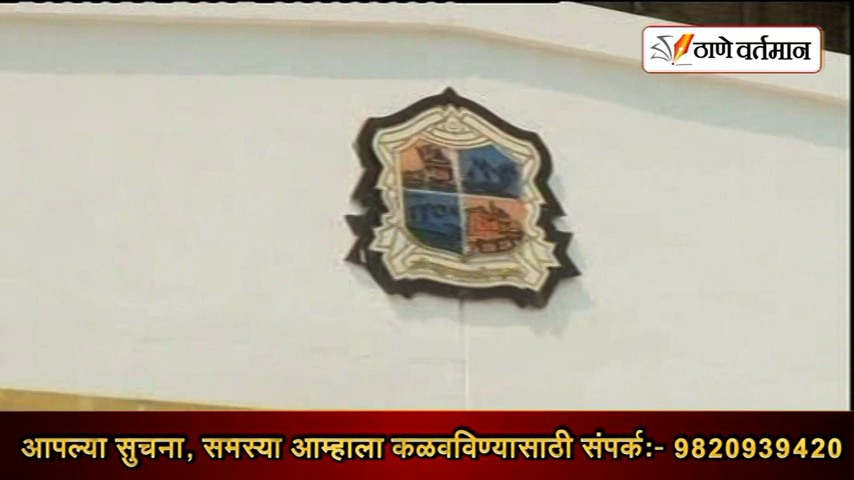 ठाणे वर्तमान
आपल्या सुचना, समस्या आम्हाला कळवविण्यासाठी संपर्कः- 9820939420